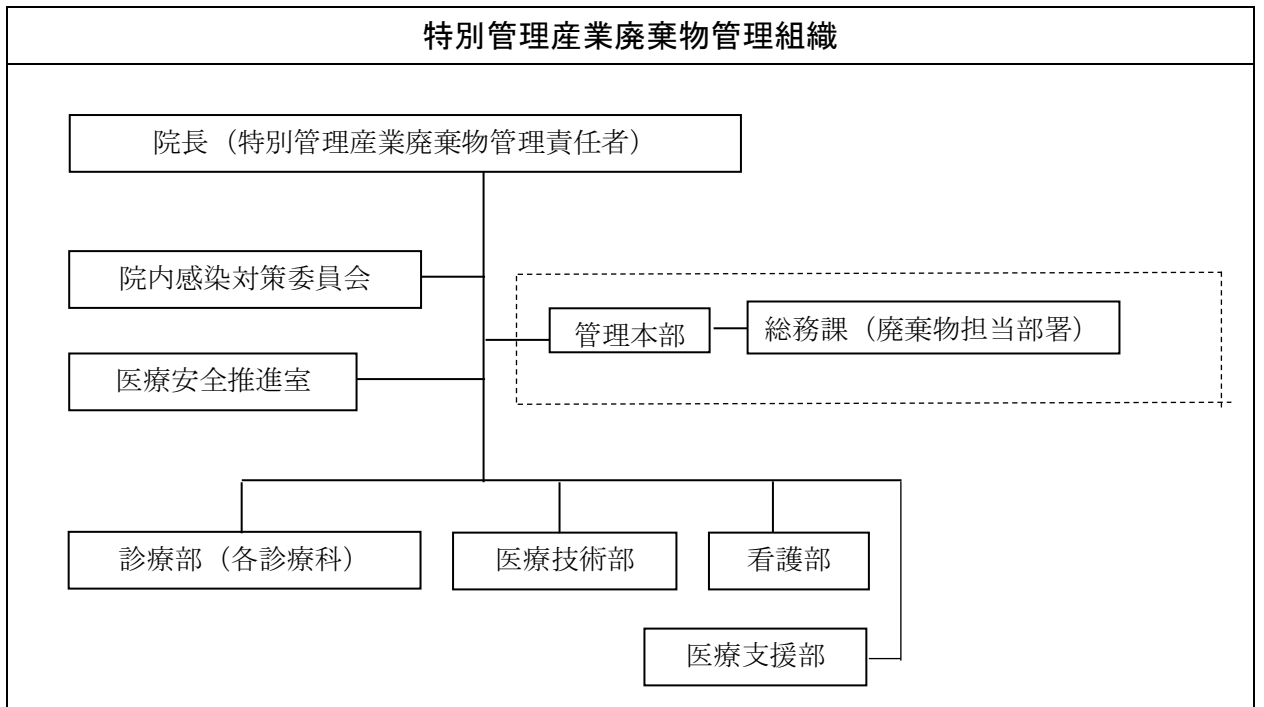 特別管理産業廃棄物管理組織
院長（特別管理産業廃棄物管理責任者）
院内感染対策委員会
管理本部
総務課（廃棄物担当部署）
医療安全推進室
診療部（各診療科）
医療技術部
看護部
医療支援部